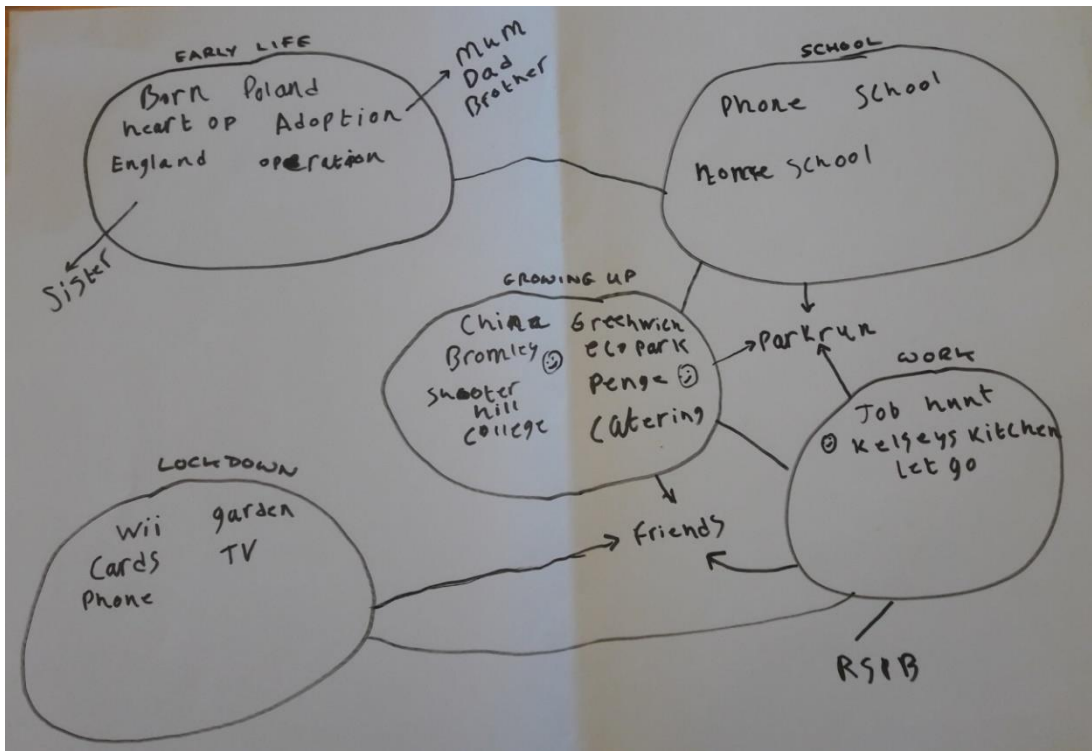 EARLY LIFE
Born Poland
heart op Adoption
England operation
Mum
Dad
Brother
Sister
SCHOOL
Phone School
School
GROWING UP
China Greenwich
Bromley ☺ eco park
Penge ☺
Shooter
hill
college Catering
parkrun
WORK
Job hunt
☺ Kelseys Kitchen
Let go
LOCKDOWN
Wii garden
Cards TV
Phone
friends